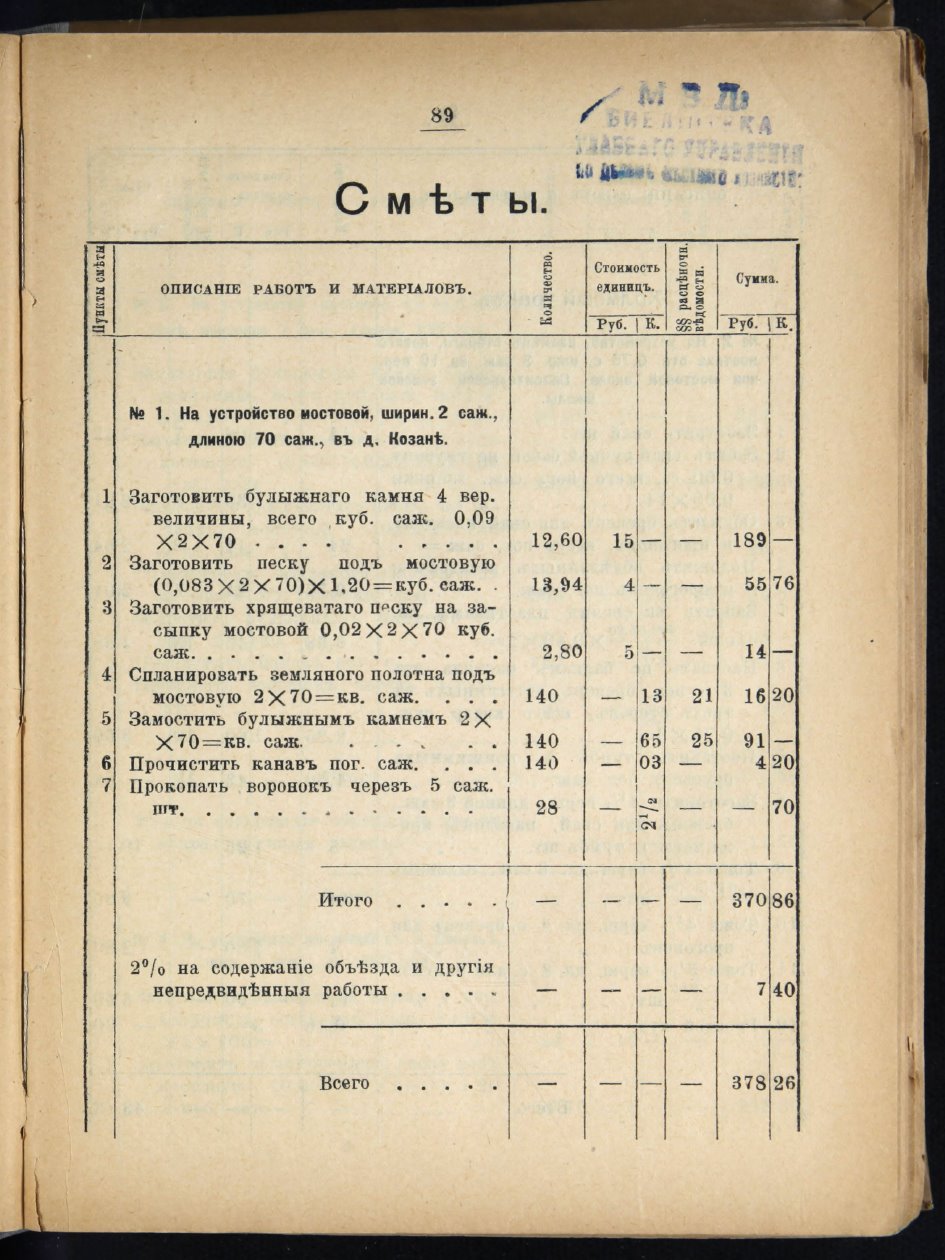 89
М В Д
БИБЛІОТЕКА
Смѣты.
Пункты смѣты
ОПИСАНІЕ РАБОТЪ И МАТЕРІАЛОВЪ.
Количество.
Стоимость единицъ.
Руб. К.
§§ расцѣночн. вѣдомости.
Сумма.
Руб. К.
№ 1. На устройство мостовой, ширин. 2 саж.,
длиною 70 саж., въ д. Козанѣ.
1 Заготовить булыжнаго камня 4 вер.
величины, всего куб. саж. 0,09
×2×70 . . . . . . . . . 12,60 15 — — 189 —
2 Заготовить песку подъ мостовую
(0,083×2×70)×1,20=куб. саж. . 13,94 4 — — 55 76
3 Заготовить хрящеватаго песку на за-
сыпку мостовой 0,02×2×70 куб.
саж. . . . . . . . . . . . . . 2,80 5 — — 14 —
4 Спланировать земляного полотна подъ
мостовую 2×70=кв. саж. . . . 140 — 13 21 16 20
5 Замостить булыжнымъ камнемъ 2×
×70=кв. саж. . . . . . . 140 — 65 25 91 —
6 Прочистить канавъ пог. саж. . . . 140 — 03 — 4 20
7 Прокопать воронокъ черезъ 5 саж.
шт. . . . . . . . . . . . . 28 — 2½ — — 70
Итого . . . . . — — — — 370 86
2% на содержаніе объѣзда и другія
непредвидѣнныя работы . . . . . — — — — 7 40
Всего . . . . . — — — — 378 26